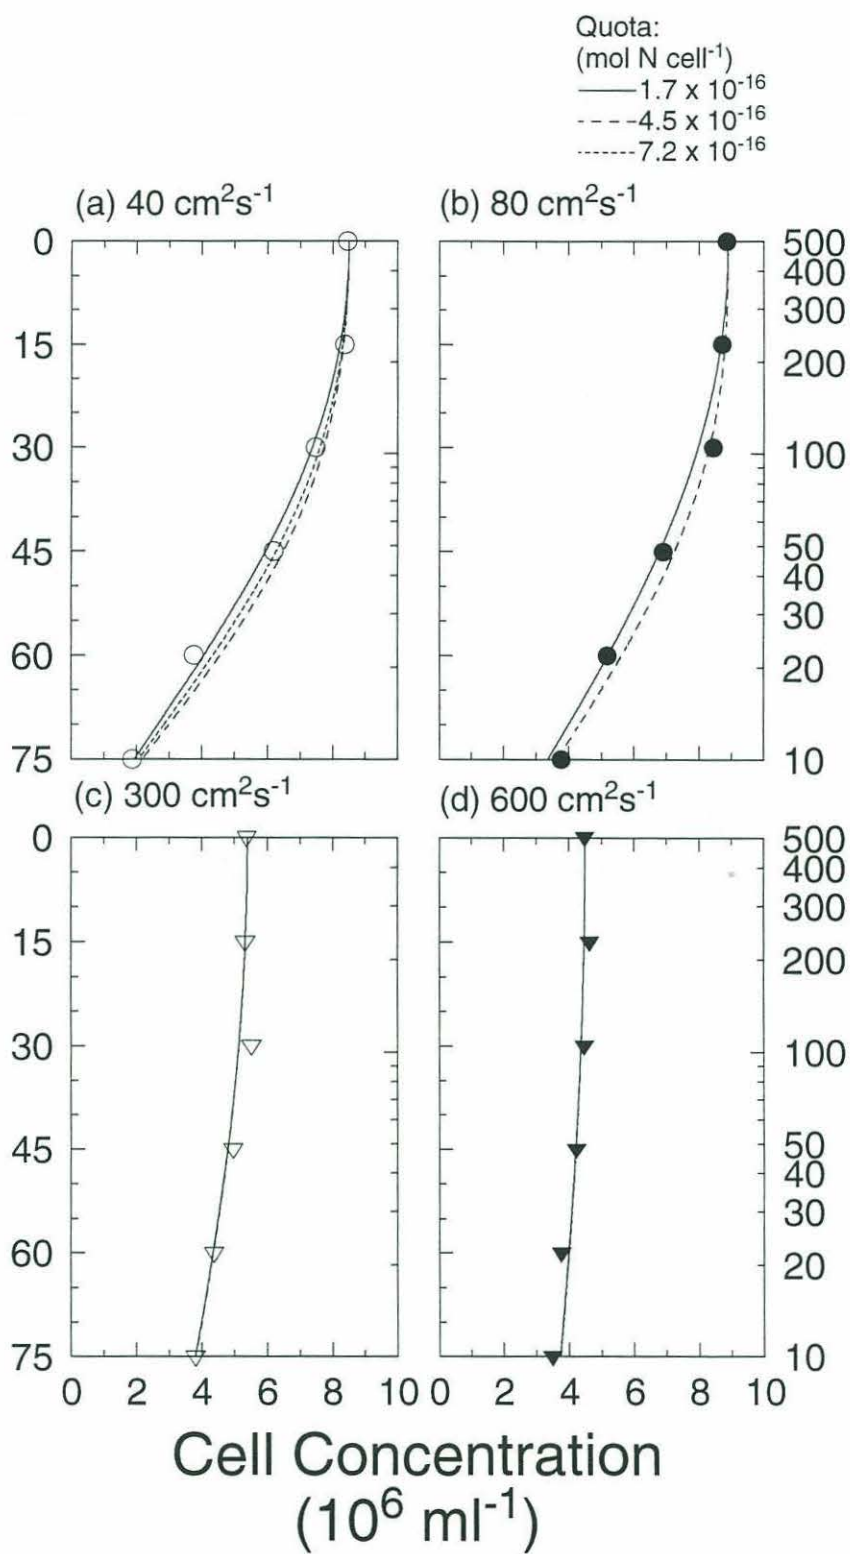 Quota:
(mol N cell⁻¹)
1.7 x 10⁻¹⁶
4.5 x 10⁻¹⁶
7.2 x 10⁻¹⁶
(a) 40 cm²s⁻¹
(b) 80 cm²s⁻¹
0
15
30
45
60
75
500
400
300
200
100
50
40
30
20
10
(c) 300 cm²s⁻¹
(d) 600 cm²s⁻¹
0
15
30
45
60
75
500
400
300
200
100
50
40
30
20
10
0 2 4 6 8 10 0 2 4 6 8 10
Cell Concentration
(10⁶ ml⁻¹)